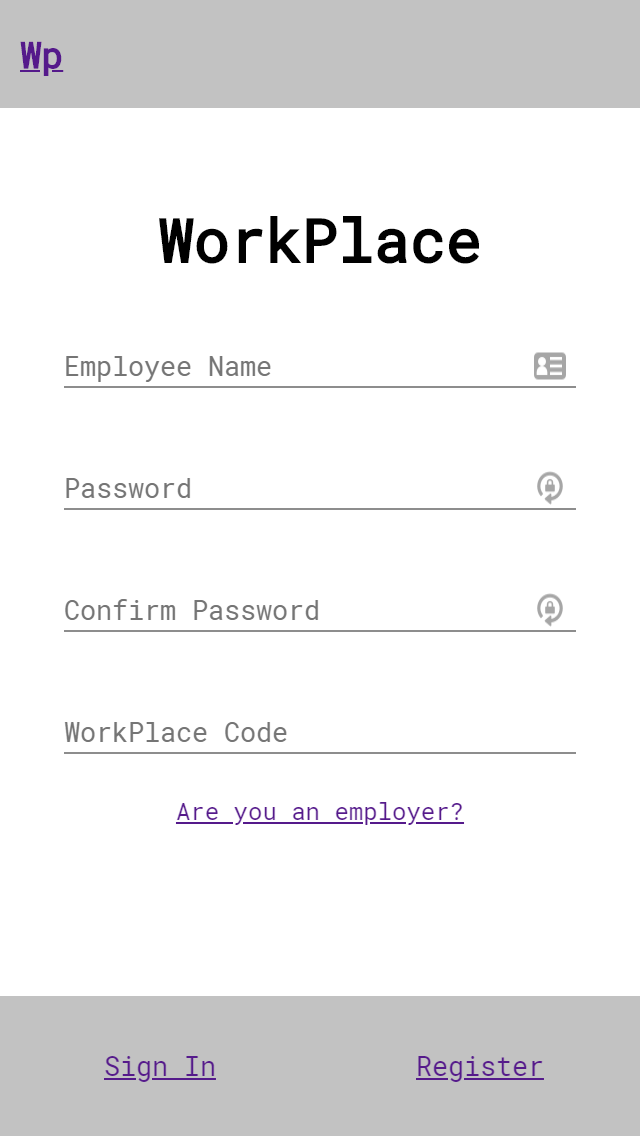 Wp
WorkPlace
Employee Name
Password
Confirm Password
WorkPlace Code
Are you an employer?
Sign In
Register